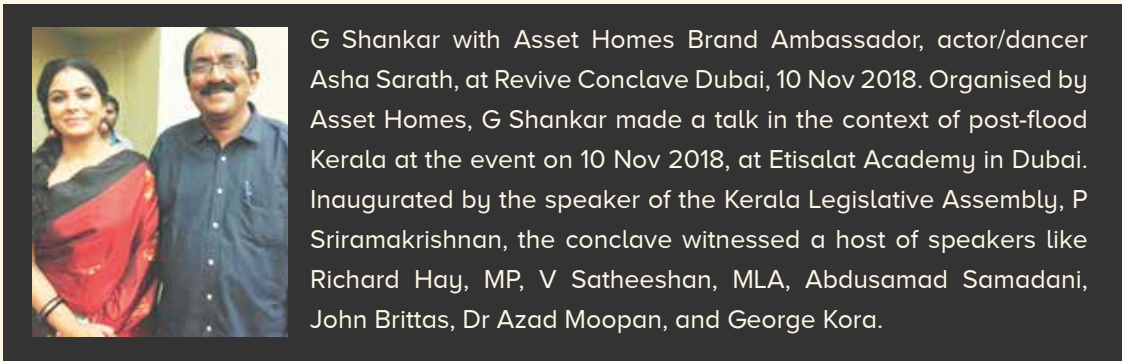 G Shankar with Asset Homes Brand Ambassador, actor/dancer
Asha Sarath, at Revive Conclave Dubai, 10 Nov 2018. Organised by
Asset Homes, G Shankar made a talk in the context of post-flood
Kerala at the event on 10 Nov 2018, at Etisalat Academy in Dubai.
Inaugurated by the speaker of the Kerala Legislative Assembly, P
Sriramakrishnan, the conclave witnessed a host of speakers like
Richard Hay, MP, V Satheeshan, MLA, Abdusamad Samadani,
John Brittas, Dr Azad Moopan, and George Kora.